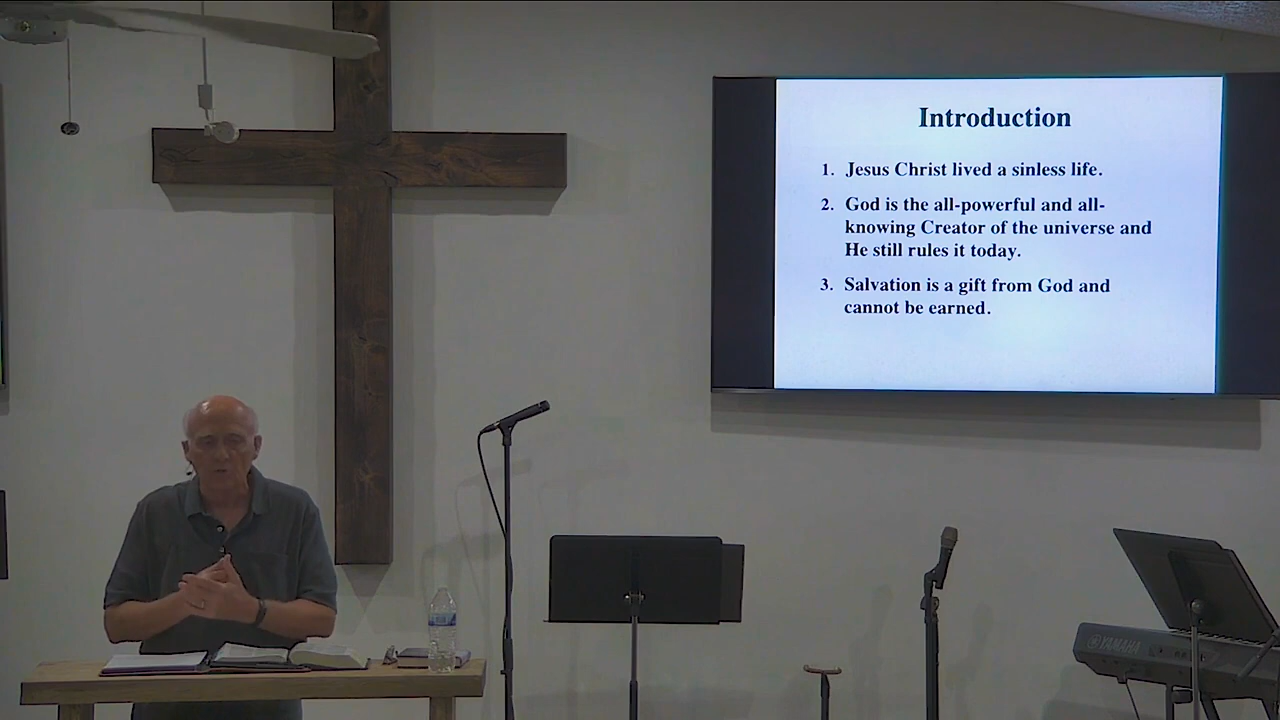 Introduction
1. Jesus Christ lived a sinless life.
2. God is the all-powerful and all-
knowing Creator of the universe and
He still rules it today.
3. Salvation is a gift from God and
cannot be earned.
YAMAHA